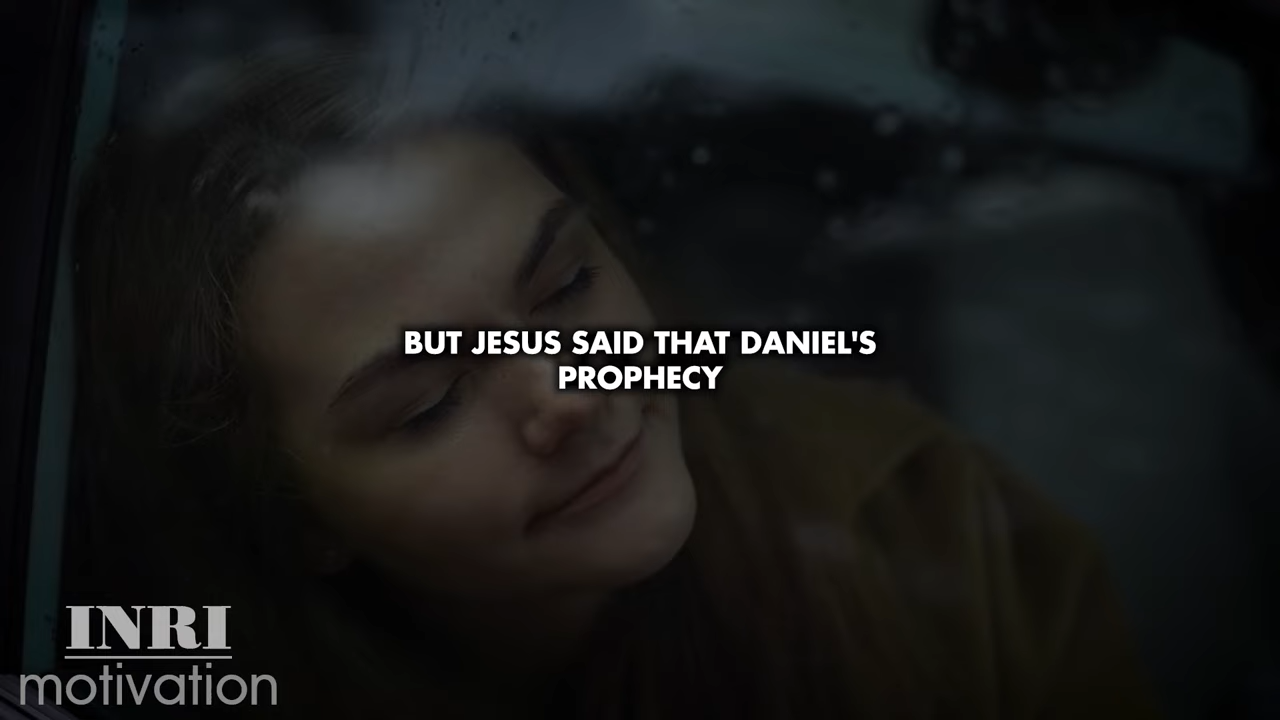 BUT JESUS SAID THAT DANIEL'S
PROPHECY
INRI
motivation